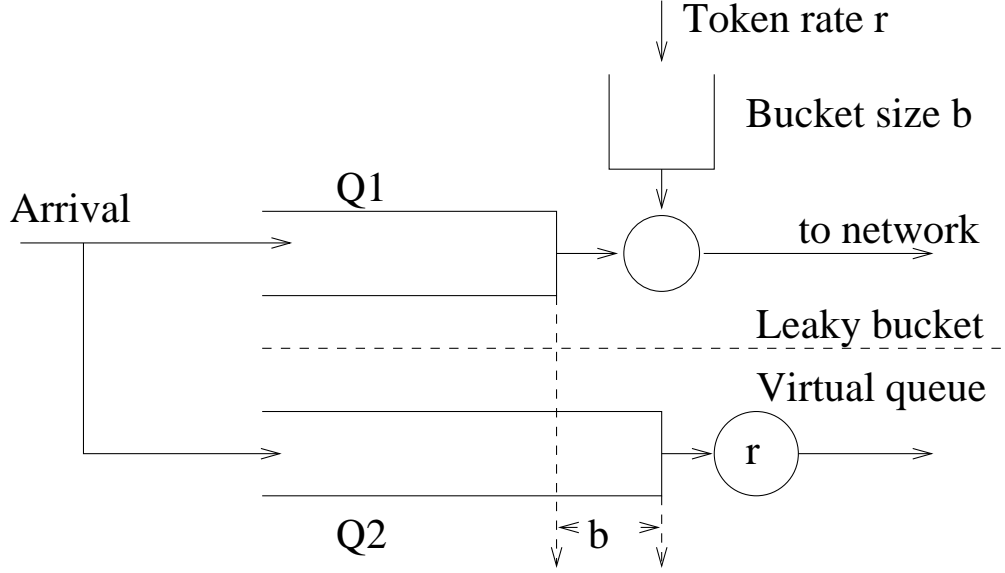 Token rate r
Bucket size b
Q1
Arrival
to network
Leaky bucket
Virtual queue
r
Q2
b